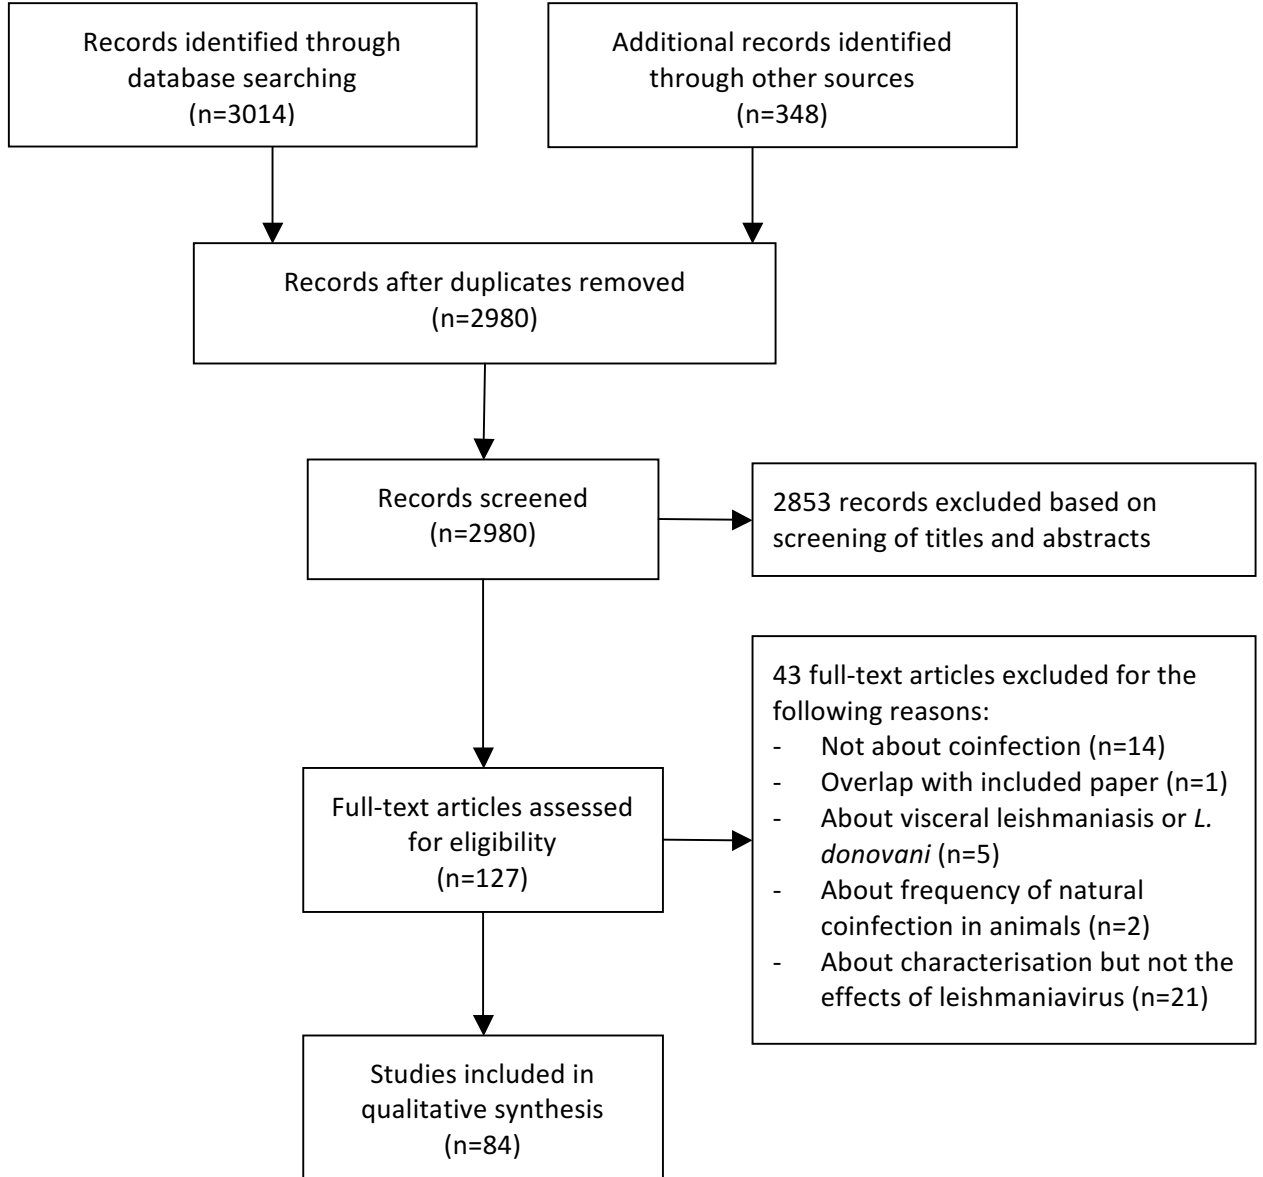 Records identified through
database searching
(n=3014)
Additional records identified
through other sources
(n=348)
Records after duplicates removed
(n=2980)
Records screened
(n=2980)
2853 records excluded based on
screening of titles and abstracts
43 full-text articles excluded for the
following reasons:
- Not about coinfection (n=14)
- Overlap with included paper (n=1)
- About visceral leishmaniasis or L.
donovani (n=5)
- About frequency of natural
coinfection in animals (n=2)
- About characterisation but not the
effects of leishmaniavirus (n=21)
Full-text articles assessed
for eligibility
(n=127)
Studies included in
qualitative synthesis
(n=84)